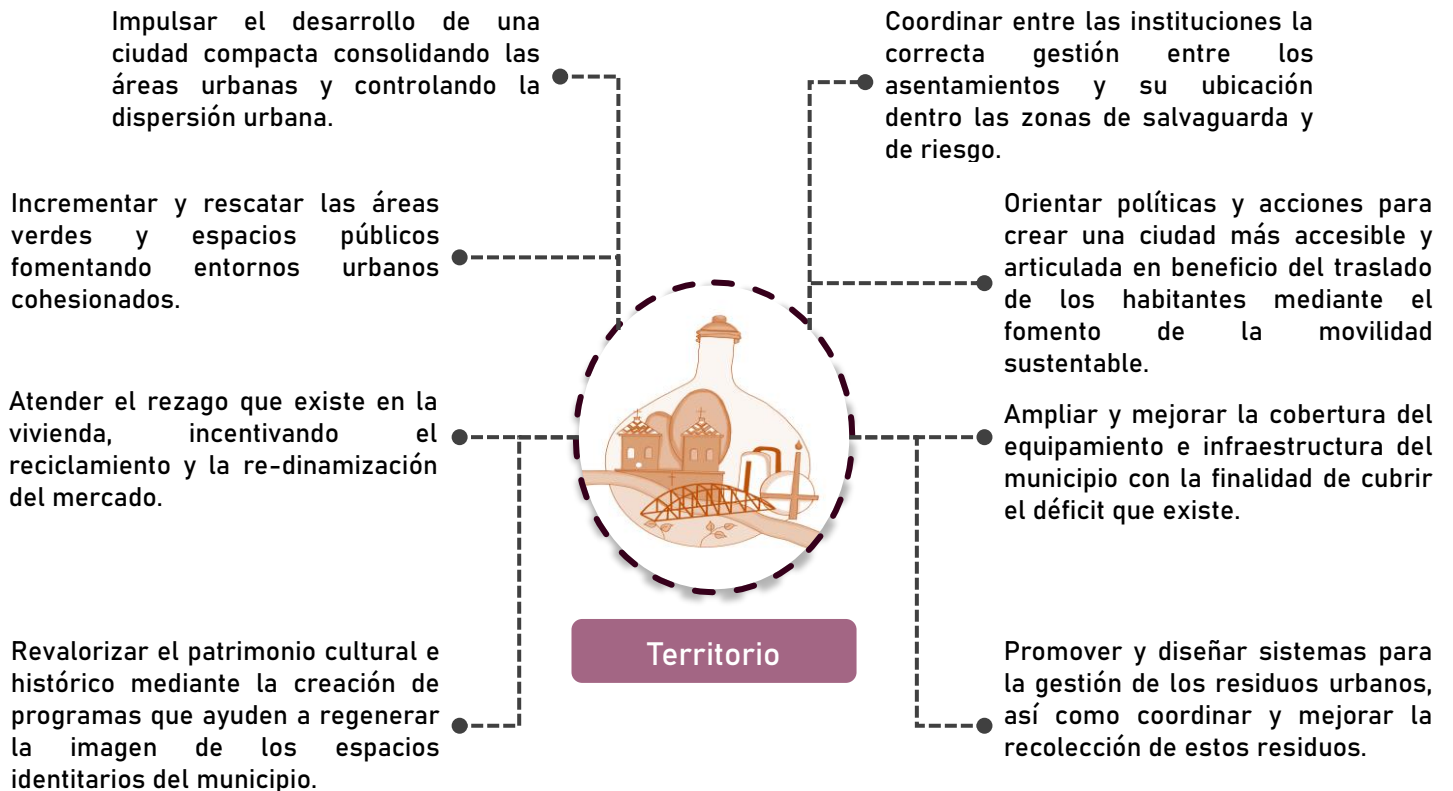 Impulsar el desarrollo de una
ciudad compacta consolidando las
áreas urbanas y controlando la
dispersión urbana.
Incrementar y rescatar las áreas
verdes y espacios públicos
fomentando entornos urbanos
cohesionados.
Atender el rezago que existe en la
vivienda, incentivando el
reciclamiento y la re-dinamización
del mercado.
Revalorizar el patrimonio cultural e
histórico mediante la creación de
programas que ayuden a regenerar
la imagen de los espacios
identitarios del municipio.
Territorio
Coordinar entre las instituciones la
correcta gestión entre los
asentamientos y su ubicación
dentro las zonas de salvaguarda y
de riesgo.
Orientar políticas y acciones para
crear una ciudad más accesible y
articulada en beneficio del traslado
de los habitantes mediante el
fomento de la movilidad
sustentable.
Ampliar y mejorar la cobertura del
equipamiento e infraestructura del
municipio con la finalidad de cubrir
el déficit que existe.
Promover y diseñar sistemas para
la gestión de los residuos urbanos,
así como coordinar y mejorar la
recolección de estos residuos.